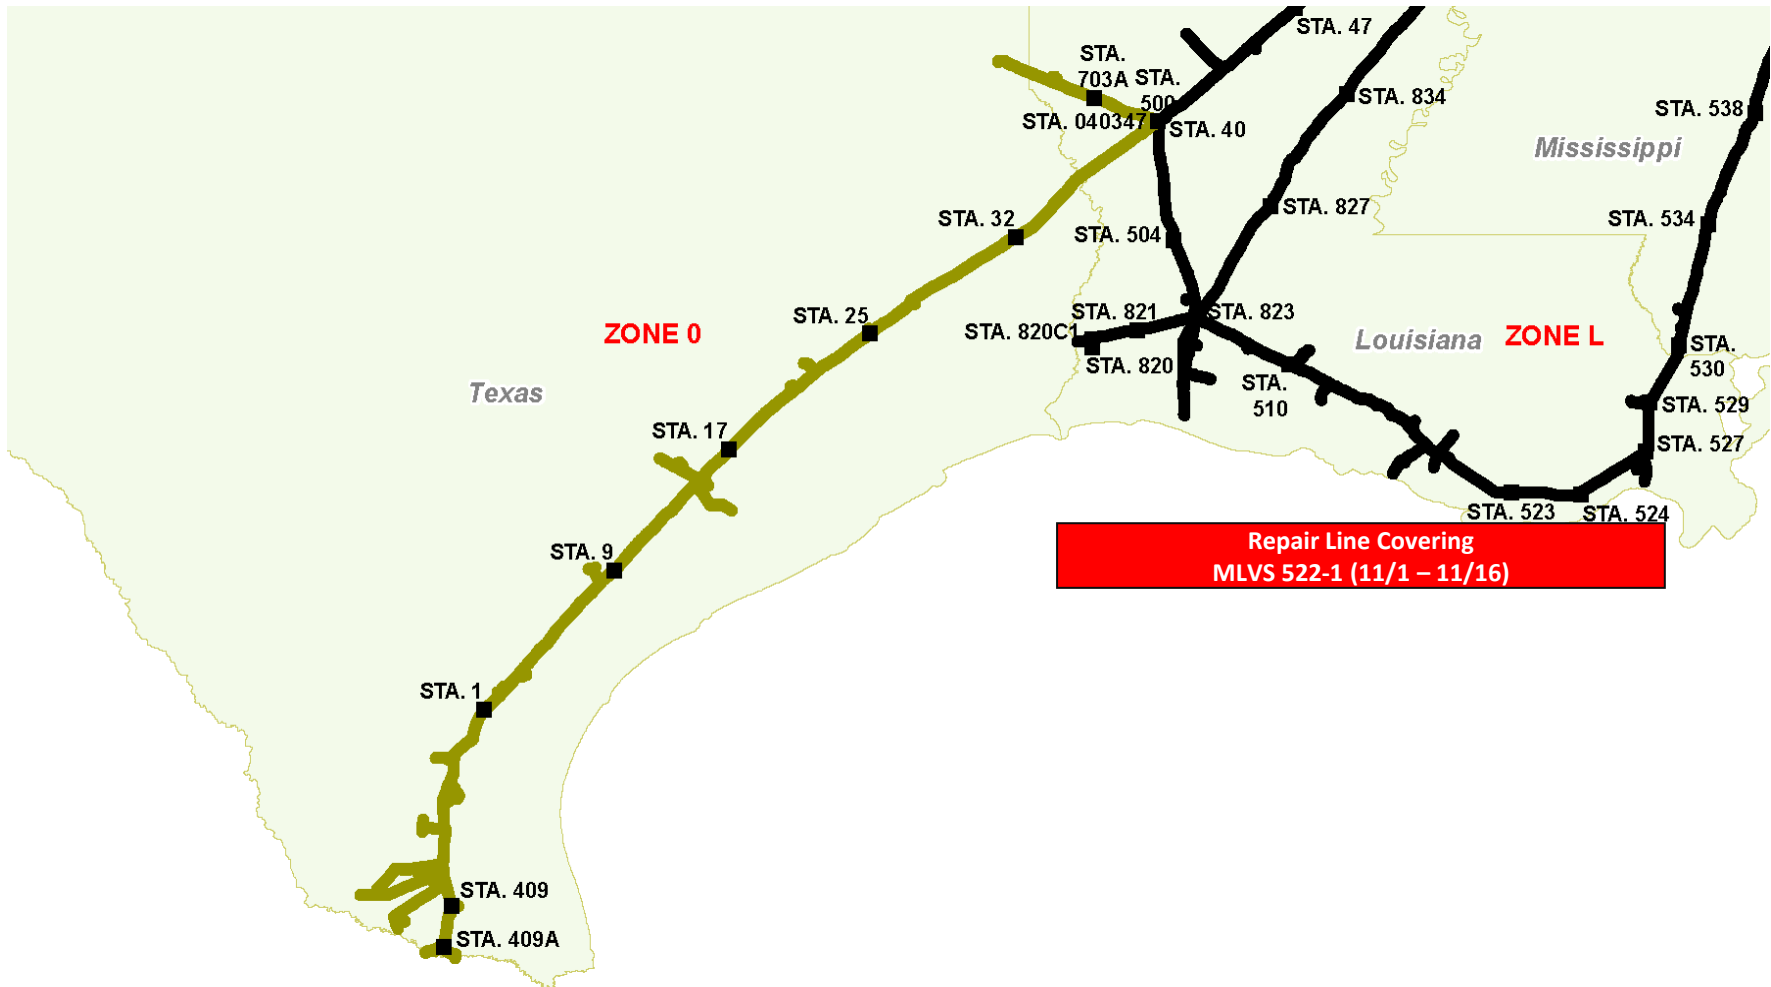 STA. 47
STA.
703A
STA.
500
STA. 040347
STA. 40
STA. 834
STA. 538
Mississippi
STA. 827
STA. 534
STA. 32
STA. 504
STA. 25
ZONE 0
STA. 821
STA. 823
STA. 820C1
STA. 820
Louisiana
ZONE L
STA.
530
Texas
STA.
510
STA. 529
STA. 17
STA. 527
STA. 523
STA. 524
Repair Line Covering
MLVS 522-1 (11/1 – 11/16)
STA. 9
STA. 1
STA. 409
STA. 409A